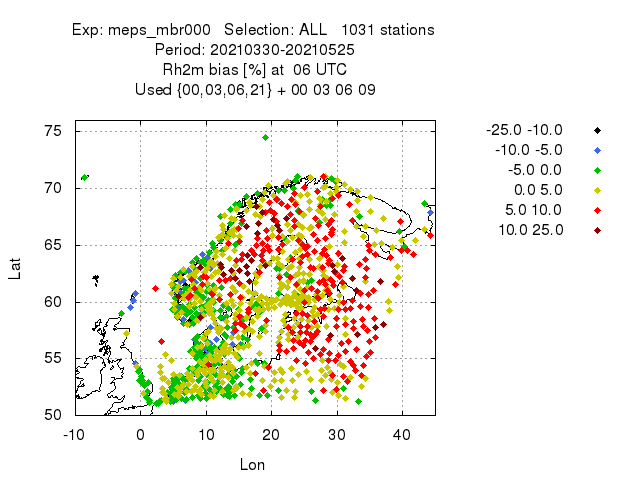 Exp: meps_mbr000   Selection: ALL   1031 stations
Period: 20210330-20210525
Rh2m bias [%] at  06 UTC
Used {00,03,06,21} + 00 03 06 09
-25.0 -10.0
-10.0 -5.0
-5.0 0.0
0.0 5.0
5.0 10.0
10.0 25.0
75
70
65
60
55
50
Lat
-10 0 10 20 30 40
Lon